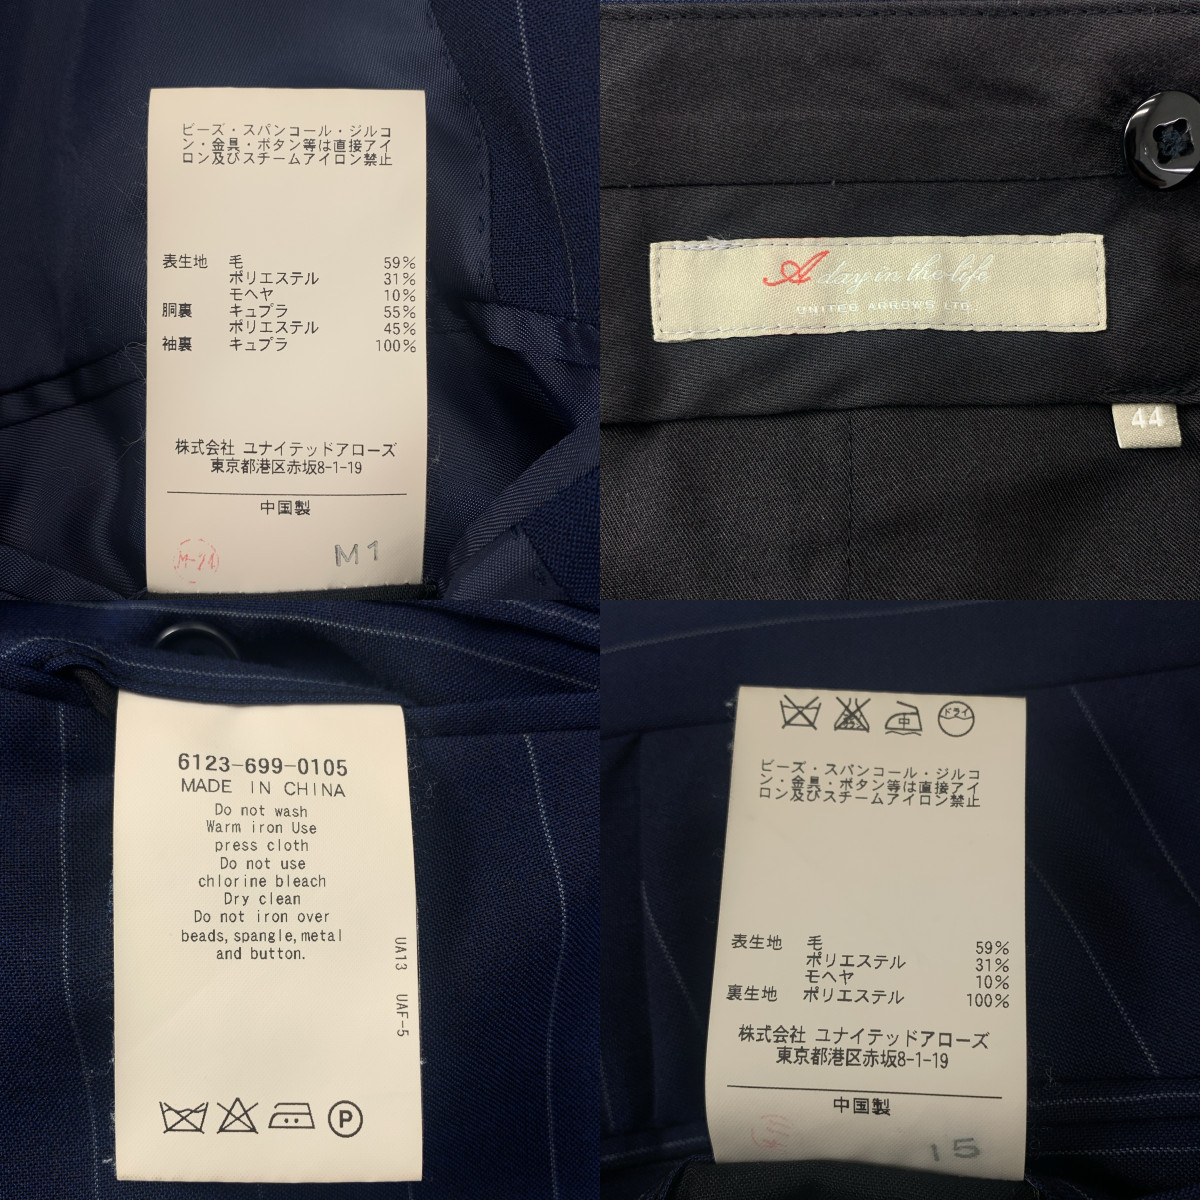 ビーズ・スパンコール・ジルコ
ン・金具・ボタン等は直接アイ
ロン及びスチームアイロン禁止
表生地 毛 59%
ポリエステル 31%
モヘヤ 10%
胴裏 キュプラ 55%
ポリエステル 45%
袖裏 キュプラ 100%
株式会社 ユナイテッドアローズ
東京都港区赤坂8-1-19
中国製
M-24
M1
A day in the life
UNITED ARROWS LTD.
44
6123-699-0105
MADE IN CHINA
Do not wash
Warm iron Use
press cloth
Do not use
chlorine bleach
Dry clean
Do not iron over
beads,spangle,metal
and button.
UA13 UAF-5
P
中 ドライ
ビーズ・スパンコール・ジルコ
ン・金具・ボタン等は直接アイ
ロン及びスチームアイロン禁止
表生地 毛 59%
ポリエステル 31%
モヘヤ 10%
裏生地 ポリエステル 100%
株式会社 ユナイテッドアローズ
東京都港区赤坂8-1-19
中国製
15